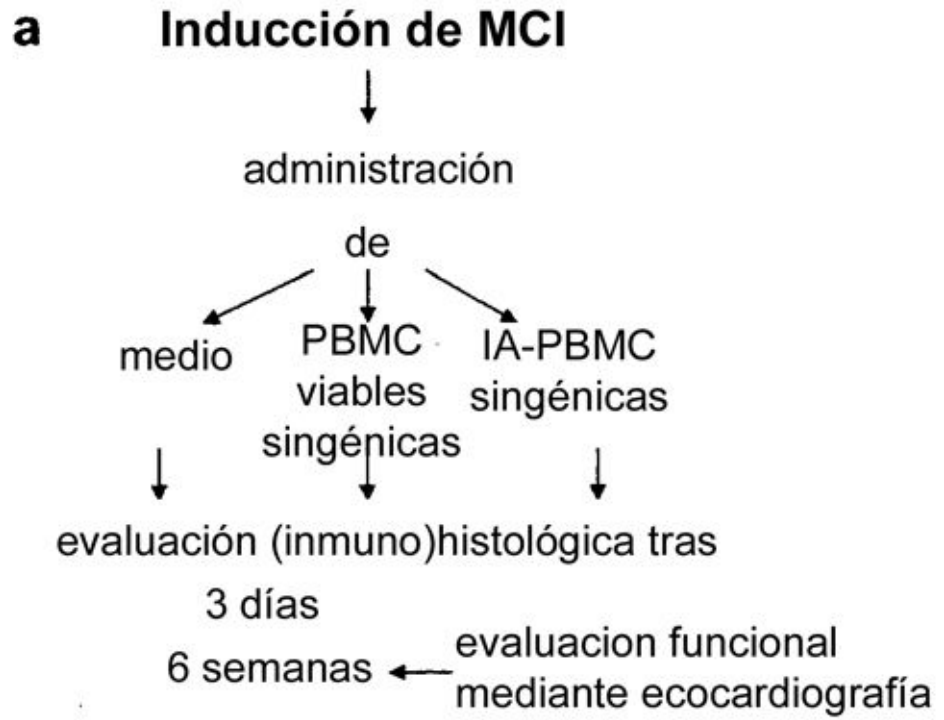 a Inducción de MCI
administración
de
medio
PBMC
viables
singénicas
IA-PBMC
singénicas
evaluación (inmuno)histológica tras
3 días
6 semanas
evaluacion funcional
mediante ecocardiografía